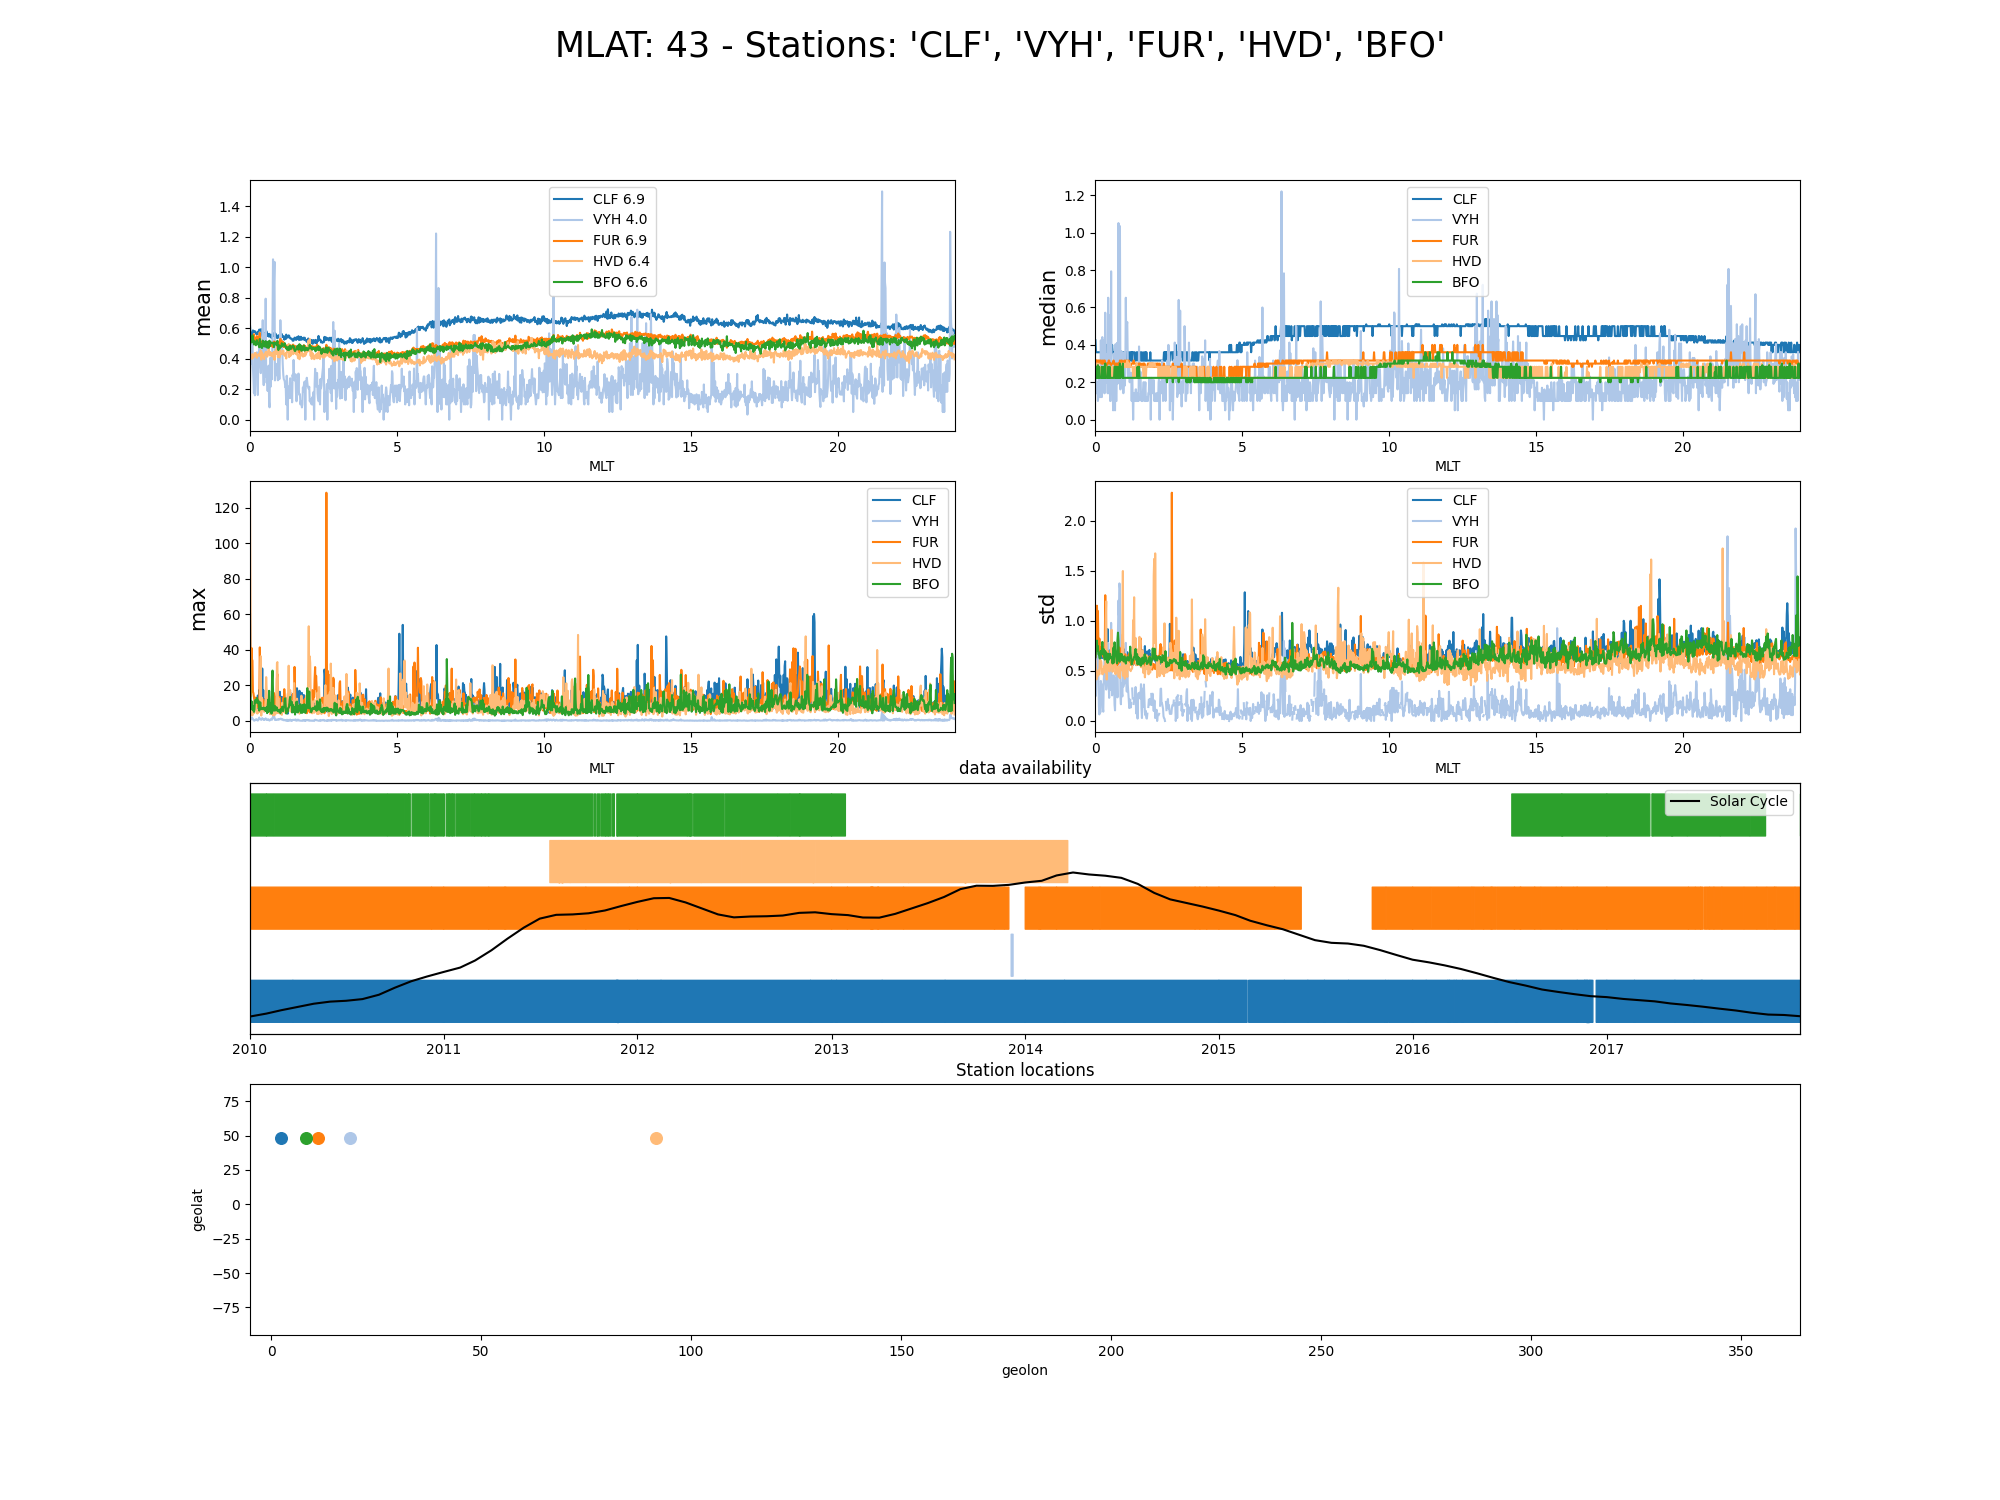 MLAT: 43 - Stations: 'CLF', 'VYH', 'FUR', 'HVD', 'BFO'
mean
1.4
1.2
1.0
0.8
0.6
0.4
0.2
0.0
CLF 6.9
VYH 4.0
FUR 6.9
HVD 6.4
BFO 6.6
0 5 10 15 20
MLT
median
1.2
1.0
0.8
0.6
0.4
0.2
0.0
CLF
VYH
FUR
HVD
BFO
0 5 10 15 20
MLT
max
120
100
80
60
40
20
0
CLF
VYH
FUR
HVD
BFO
0 5 10 15 20
MLT
std
2.0
1.5
1.0
0.5
0.0
CLF
VYH
FUR
HVD
BFO
0 5 10 15 20
MLT
data availability
Solar Cycle
2010 2011 2012 2013 2014 2015 2016 2017
Station locations
geolat
75
50
25
0
−25
−50
−75
0 50 100 150 200 250 300 350
geolon